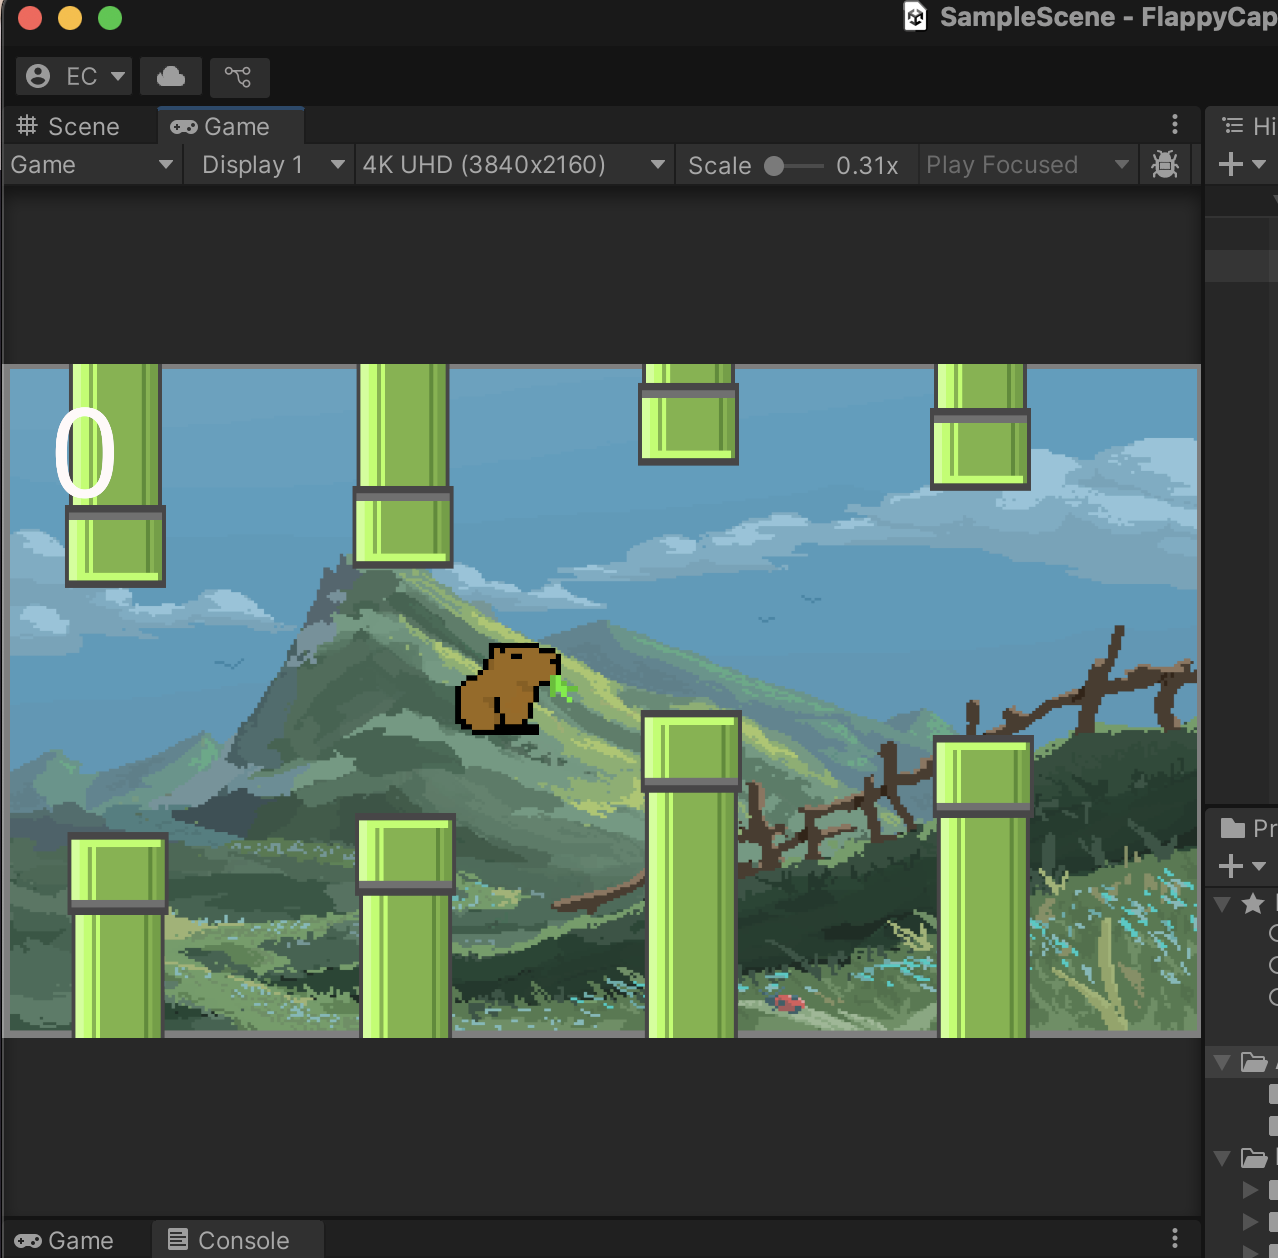 SampleScene - FlappyCap
EC
Scene
Game
Hi
Game
Display 1
4K UHD (3840x2160)
Scale
0.31x
Play Focused
0
Pr
Game
Console